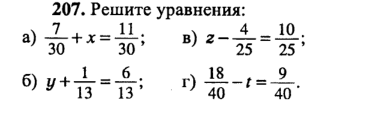 207. Решите уравнения:
а) 7/30 + x = 11/30; в) z − 4/25 = 10/25;
б) y + 1/13 = 6/13; г) 18/40 − t = 9/40.